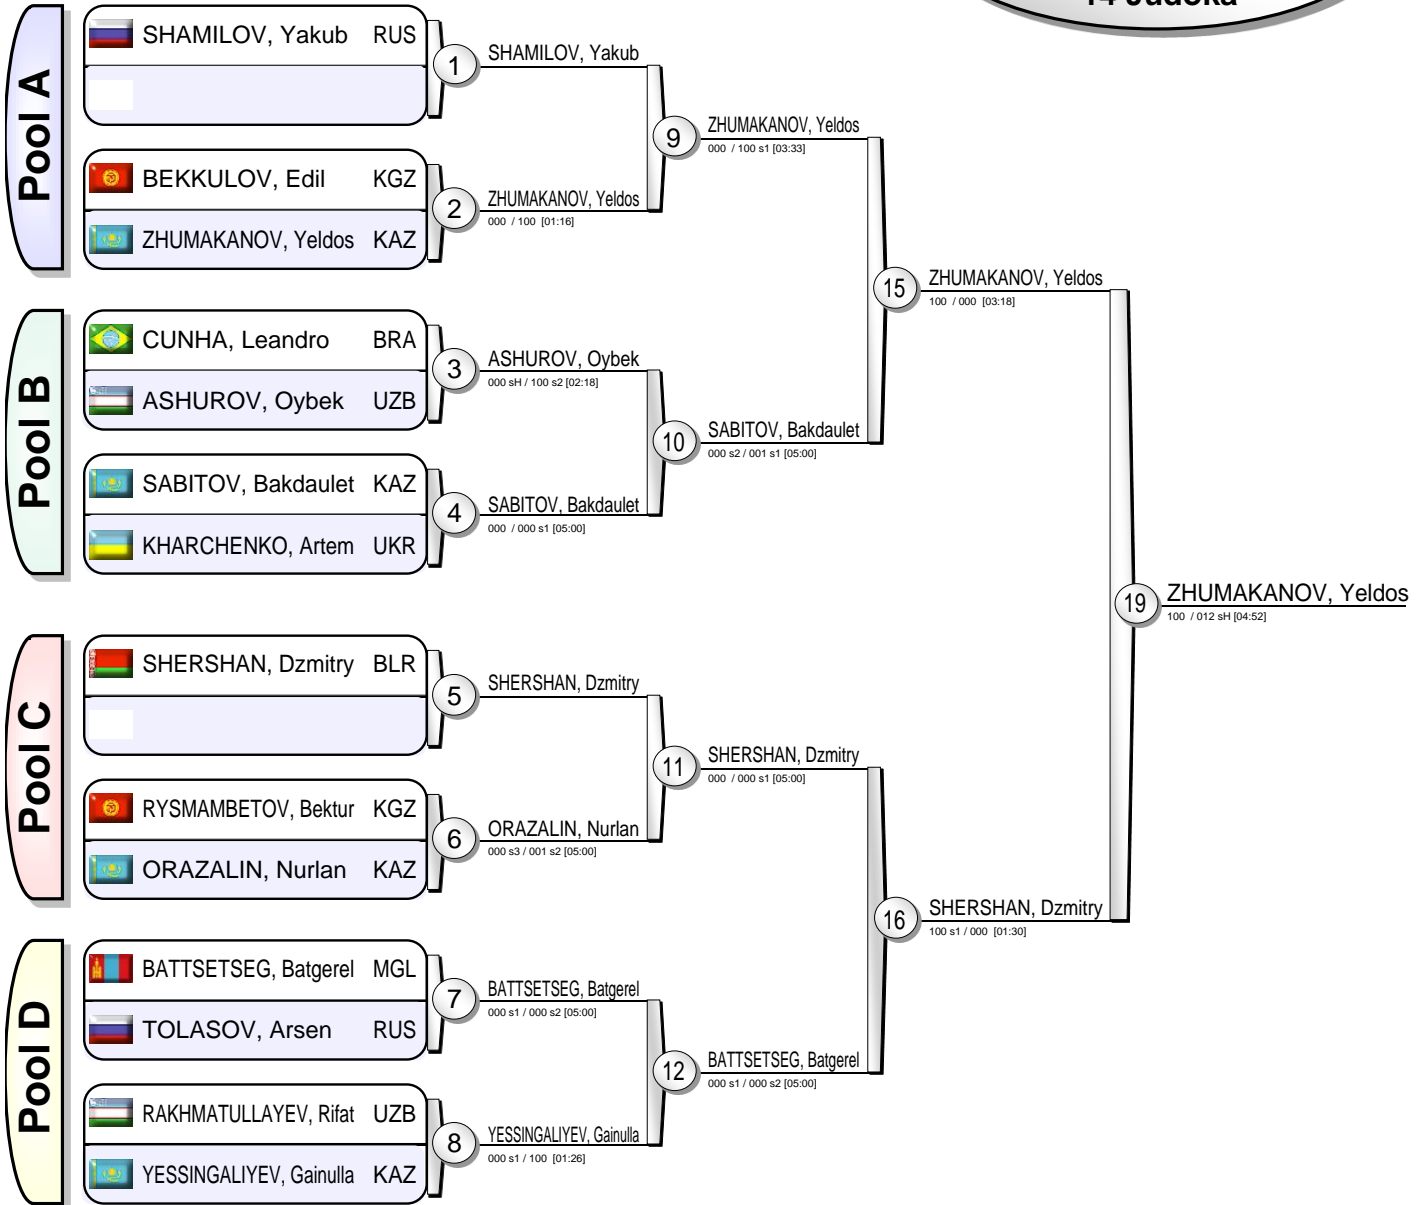 14 Judoka
Pool A
SHAMILOV, Yakub RUS
BEKKULOV, Edil KGZ
ZHUMAKANOV, Yeldos KAZ
Pool B
CUNHA, Leandro BRA
ASHUROV, Oybek UZB
SABITOV, Bakdaulet KAZ
KHARCHENKO, Artem UKR
Pool C
SHERSHAN, Dzmitry BLR
RYSMAMBETOV, Bektur KGZ
ORAZALIN, Nurlan KAZ
Pool D
BATTSETSEG, Batgerel MGL
TOLASOV, Arsen RUS
RAKHMATULLAYEV, Rifat UZB
YESSINGALIYEV, Gainulla KAZ
1 SHAMILOV, Yakub
2 ZHUMAKANOV, Yeldos
000 / 100 [01:16]
3 ASHUROV, Oybek
000 sH / 100 s2 [02:18]
4 SABITOV, Bakdaulet
000 / 000 s1 [05:00]
5 SHERSHAN, Dzmitry
6 ORAZALIN, Nurlan
000 s3 / 001 s2 [05:00]
7 BATTSETSEG, Batgerel
000 s1 / 000 s2 [05:00]
8 YESSINGALIYEV, Gainulla
000 s1 / 100 [01:26]
9 ZHUMAKANOV, Yeldos
000 / 100 s1 [03:33]
10 SABITOV, Bakdaulet
000 s2 / 001 s1 [05:00]
11 SHERSHAN, Dzmitry
000 / 000 s1 [05:00]
12 BATTSETSEG, Batgerel
000 s1 / 000 s2 [05:00]
15 ZHUMAKANOV, Yeldos
100 / 000 [03:18]
16 SHERSHAN, Dzmitry
100 s1 / 000 [01:30]
19 ZHUMAKANOV, Yeldos
100 / 012 sH [04:52]